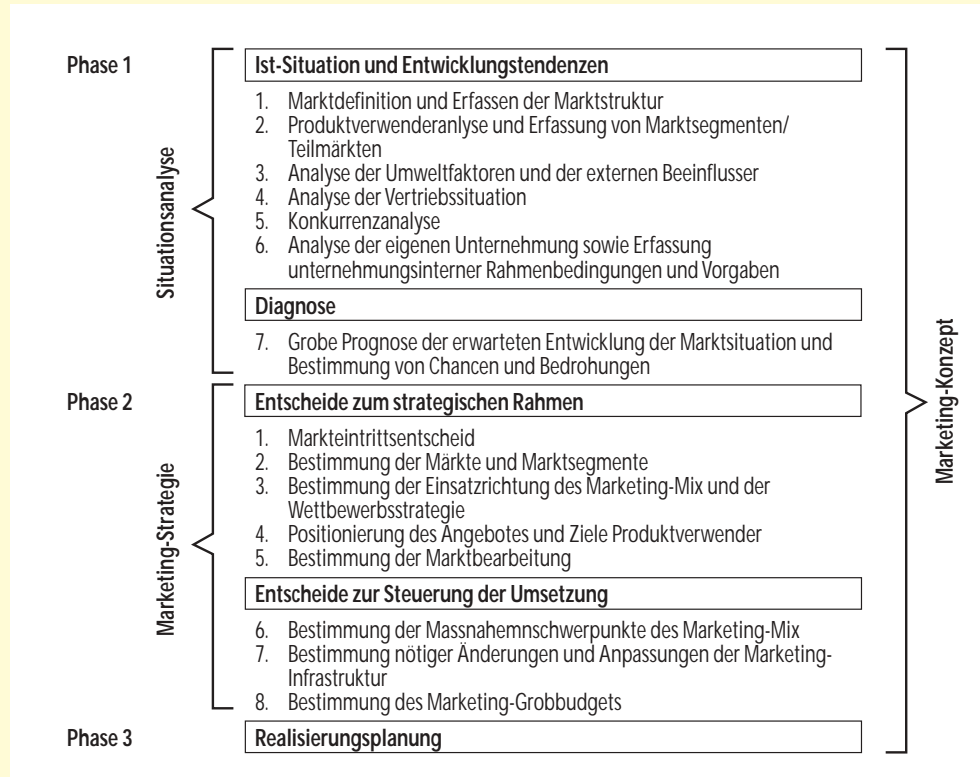 Phase 1
Ist-Situation und Entwicklungstendenzen
1. Marktdefinition und Erfassen der Marktstruktur
2. Produktverwenderanlyse und Erfassung von Marktsegmenten/
Teilmärkten
3. Analyse der Umweltfaktoren und der externen Beeinflusser
4. Analyse der Vertriebssituation
5. Konkurrenzanalyse
6. Analyse der eigenen Unternehmung sowie Erfassung
unternehmungsinterner Rahmenbedingungen und Vorgaben
Situationsanalyse
Diagnose
7. Grobe Prognose der erwarteten Entwicklung der Marktsituation und
Bestimmung von Chancen und Bedrohungen
Phase 2
Entscheide zum strategischen Rahmen
1. Markteintrittsentscheid
2. Bestimmung der Märkte und Marktsegmente
3. Bestimmung der Einsatzrichtung des Marketing-Mix und der
Wettbewerbsstrategie
4. Positionierung des Angebotes und Ziele Produktverwender
5. Bestimmung der Marktbearbeitung
Marketing-Strategie
Entscheide zur Steuerung der Umsetzung
6. Bestimmung der Massnahemnschwerpunkte des Marketing-Mix
7. Bestimmung nötiger Änderungen und Anpassungen der Marketing-
Infrastruktur
8. Bestimmung des Marketing-Grobbudgets
Phase 3
Realisierungsplanung
Marketing-Konzept